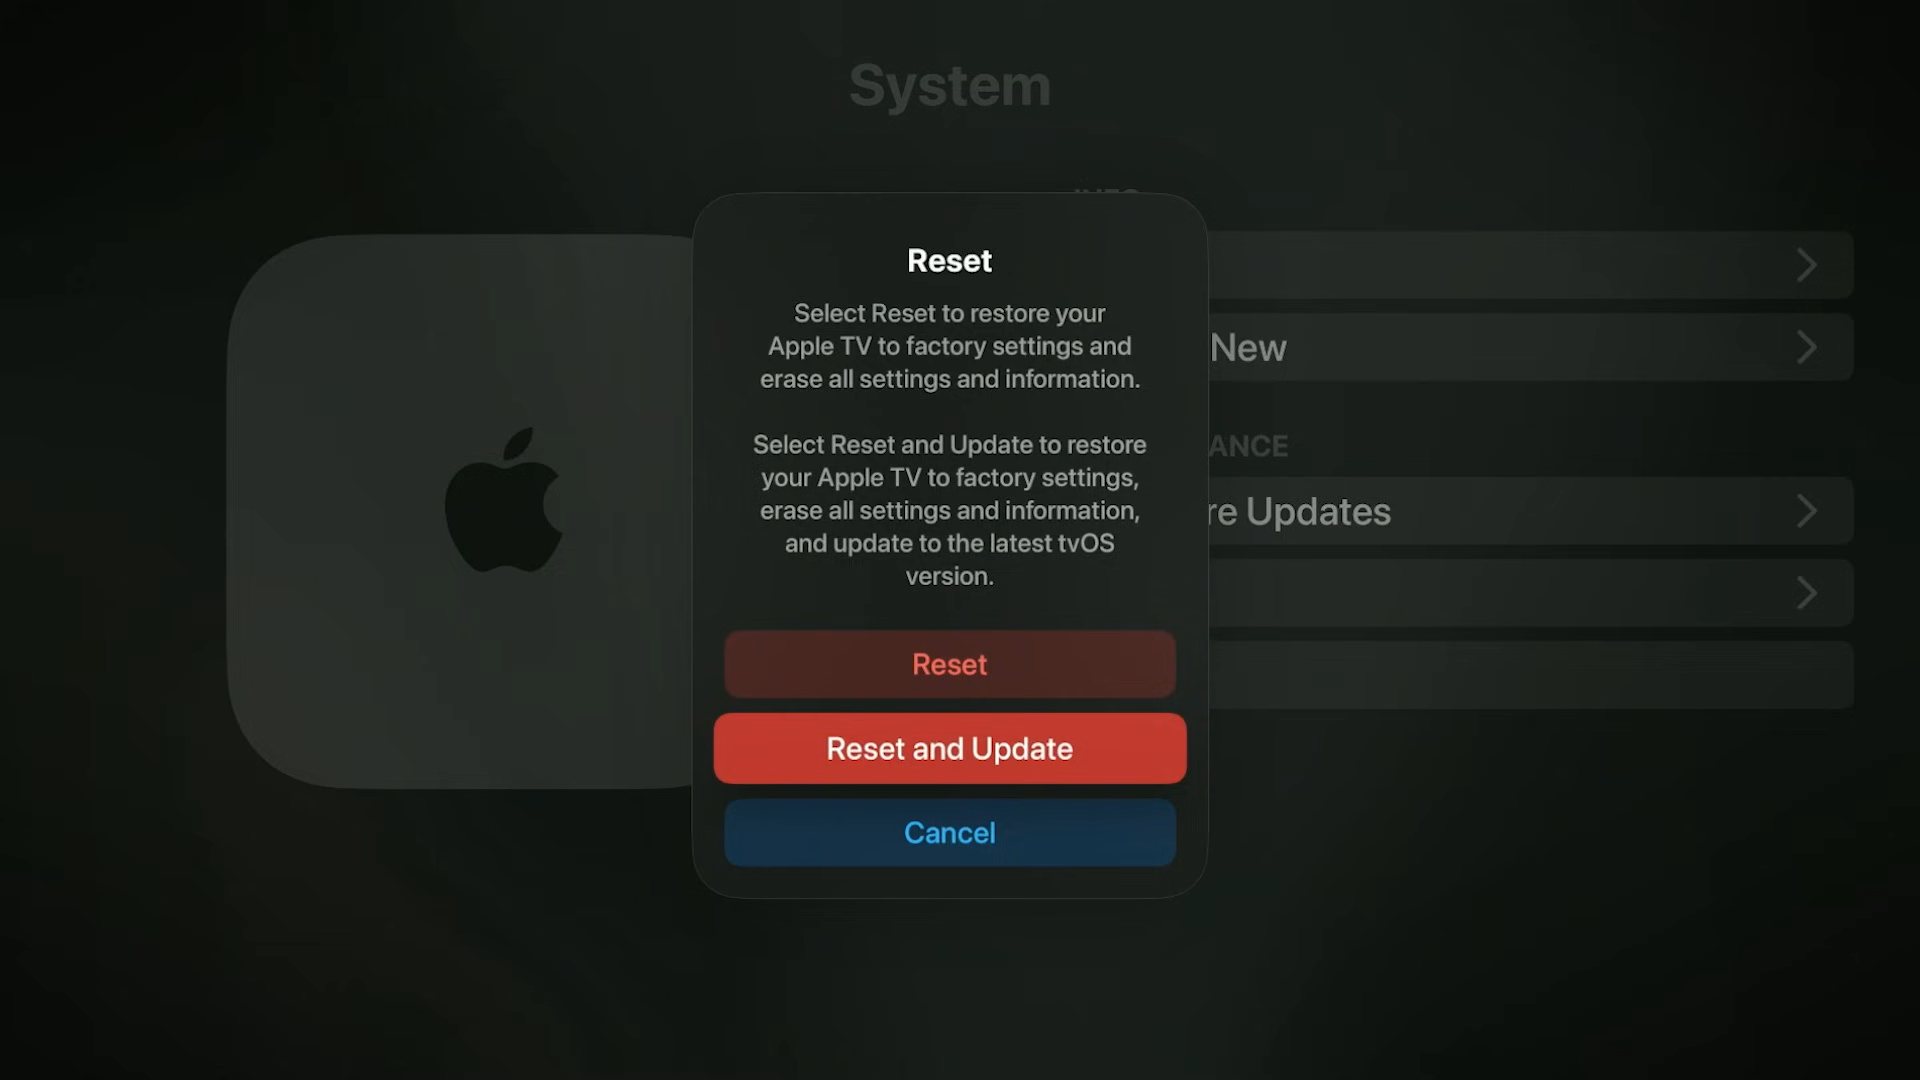 System
INFO
Reset
Select Reset to restore your
Apple TV to factory settings and
erase all settings and information.
Select Reset and Update to restore
your Apple TV to factory settings,
erase all settings and information,
and update to the latest tvOS
version.
Reset
Reset and Update
Cancel
New
ANCE
re Updates